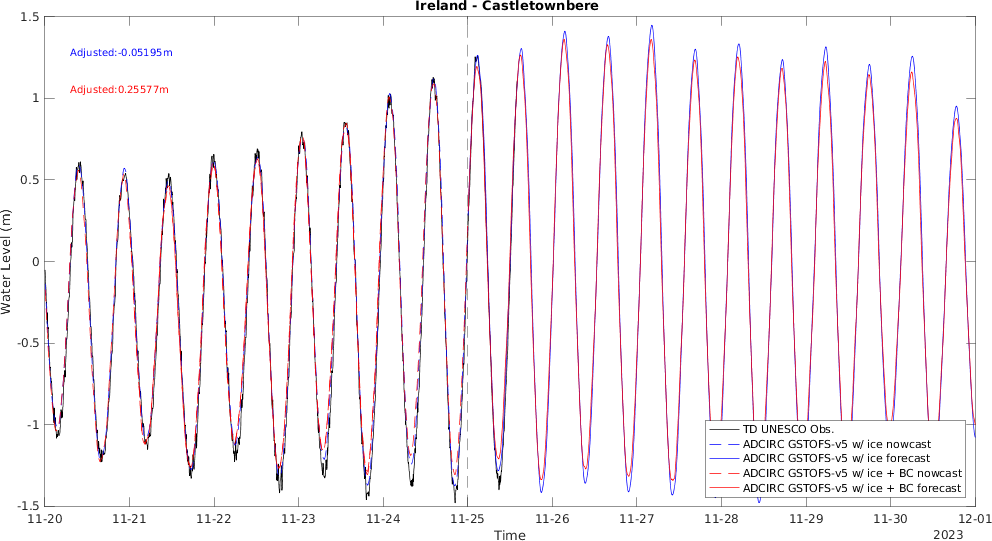 Ireland - Castletownbere
Adjusted:-0.05195m
Adjusted:0.25577m
Water Level (m)
1.5
1
0.5
0
-0.5
-1
-1.5
TD UNESCO Obs.
ADCIRC GSTOFS-v5 w/ ice nowcast
ADCIRC GSTOFS-v5 w/ ice forecast
ADCIRC GSTOFS-v5 w/ ice + BC nowcast
ADCIRC GSTOFS-v5 w/ ice + BC forecast
11-20 11-21 11-22 11-23 11-24 11-25 11-26 11-27 11-28 11-29 11-30 12-01
Time
2023